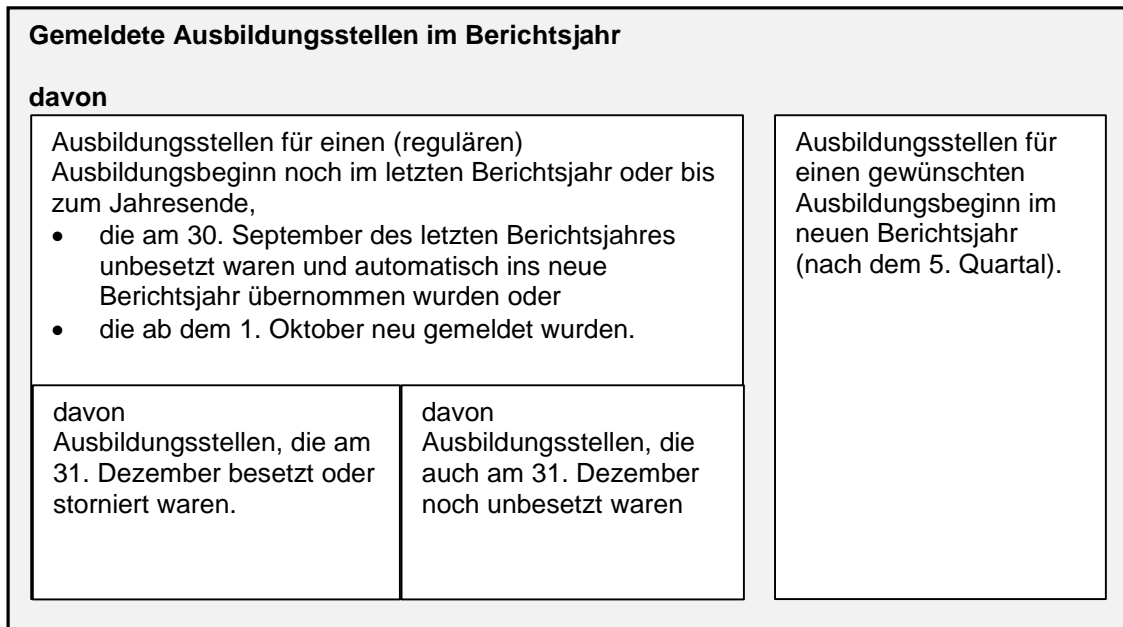 Gemeldete Ausbildungsstellen im Berichtsjahr
davon
Ausbildungsstellen für einen (regulären)
Ausbildungsbeginn noch im letzten Berichtsjahr oder bis
zum Jahresende,
• die am 30. September des letzten Berichtsjahres
unbesetzt waren und automatisch ins neue
Berichtsjahr übernommen wurden oder
• die ab dem 1. Oktober neu gemeldet wurden.
davon
Ausbildungsstellen, die am
31. Dezember besetzt oder
storniert waren.
davon
Ausbildungsstellen, die
auch am 31. Dezember
noch unbesetzt waren
Ausbildungsstellen für
einen gewünschten
Ausbildungsbeginn im
neuen Berichtsjahr
(nach dem 5. Quartal).